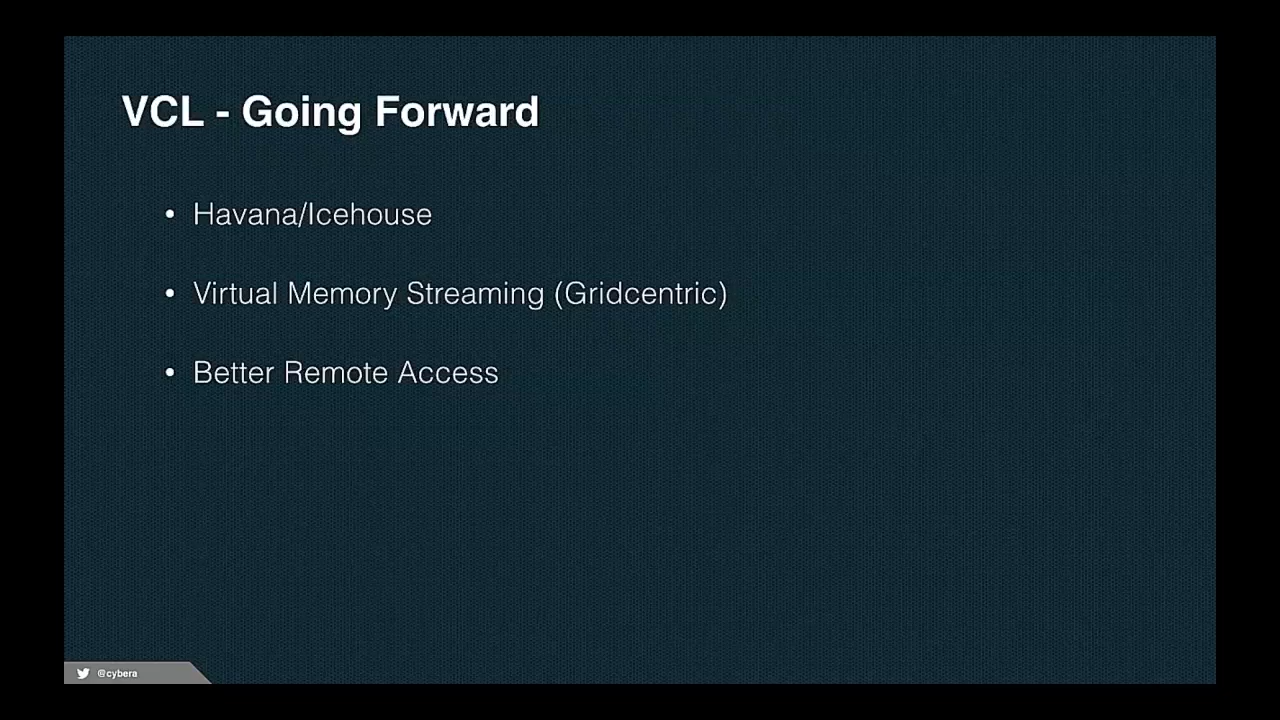 VCL - Going Forward
• Havana/Icehouse
• Virtual Memory Streaming (Gridcentric)
• Better Remote Access
@cybera